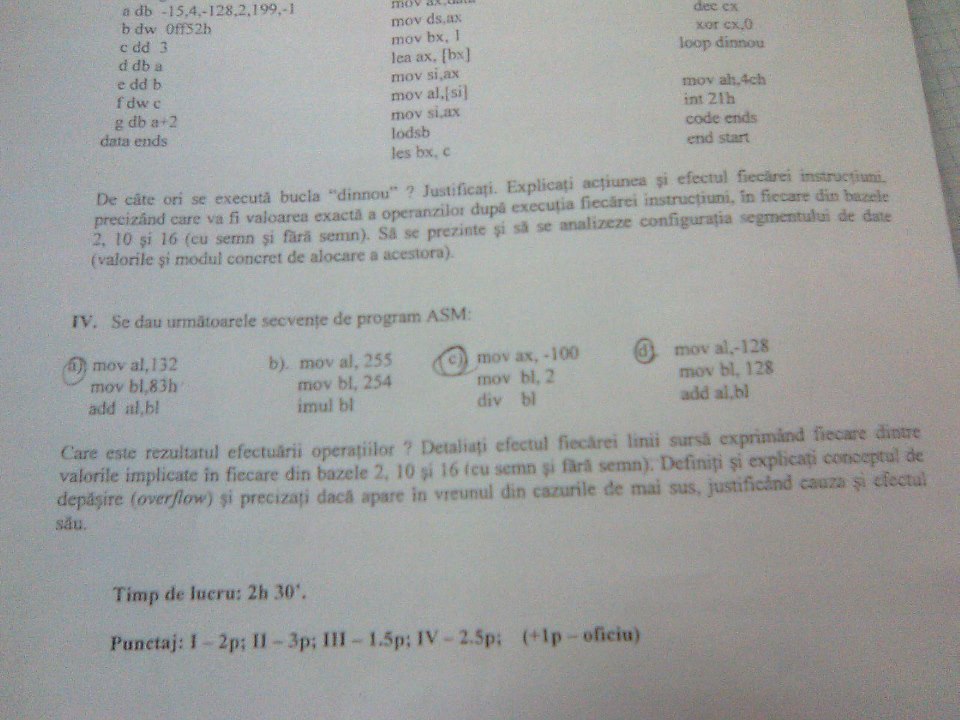 a db -15,4,-128,2,199,-1
b dw 0ff52h
c dd 3
d db a
e dd b
f dw c
g db a+2
data ends
mov ax,data
mov ds,ax
mov bx, 1
lea ax, [bx]
mov si,ax
mov al,[si]
mov si,ax
lodsb
les bx, c
dec cx
xor cx,0
loop dinnou
mov ah,4ch
int 21h
code ends
end start
De câte ori se execută bucla “dinnou” ? Justificați. Explicați acțiunea și efectul fiecărei instrucțiuni,
precizând care va fi valoarea exactă a operanzilor după execuția fiecărei instrucțiuni, în fiecare din bazele
2, 10 și 16 (cu semn și fără semn). Să se prezinte și să se analizeze configurația segmentului de date
(valorile și modul concret de alocare a acestora).
IV. Se dau următoarele secvențe de program ASM:
a) mov al,132
mov bl,83h
add al,bl
b). mov al, 255
mov bl, 254
imul bl
c) mov ax, -100
mov bl, 2
div bl
d) mov al,-128
mov bl, 128
add al,bl
Care este rezultatul efectuării operațiilor ? Detaliați efectul fiecărei linii sursă exprimând fiecare dintre
valorile implicate în fiecare din bazele 2, 10 și 16 (cu semn și fără semn). Definiți și explicați conceptul de
depășire (overflow) și precizați dacă apare în vreunul din cazurile de mai sus, justificând cauza și efectul
său.
Timp de lucru: 2h 30’.
Punctaj: I – 2p; II – 3p; III – 1.5p; IV – 2.5p; (+1p – oficiu)